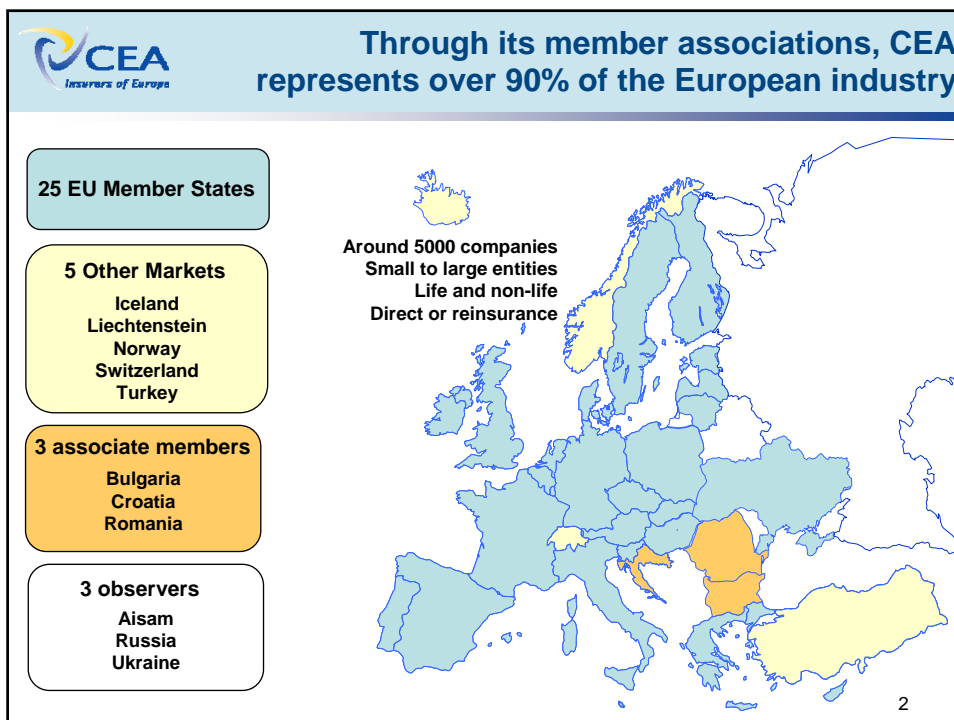 CEA
Insurers of Europe
Through its member associations, CEA
represents over 90% of the European industry
25 EU Member States
5 Other Markets
Iceland
Liechtenstein
Norway
Switzerland
Turkey
3 associate members
Bulgaria
Croatia
Romania
3 observers
Aisam
Russia
Ukraine
Around 5000 companies
Small to large entities
Life and non-life
Direct or reinsurance
2